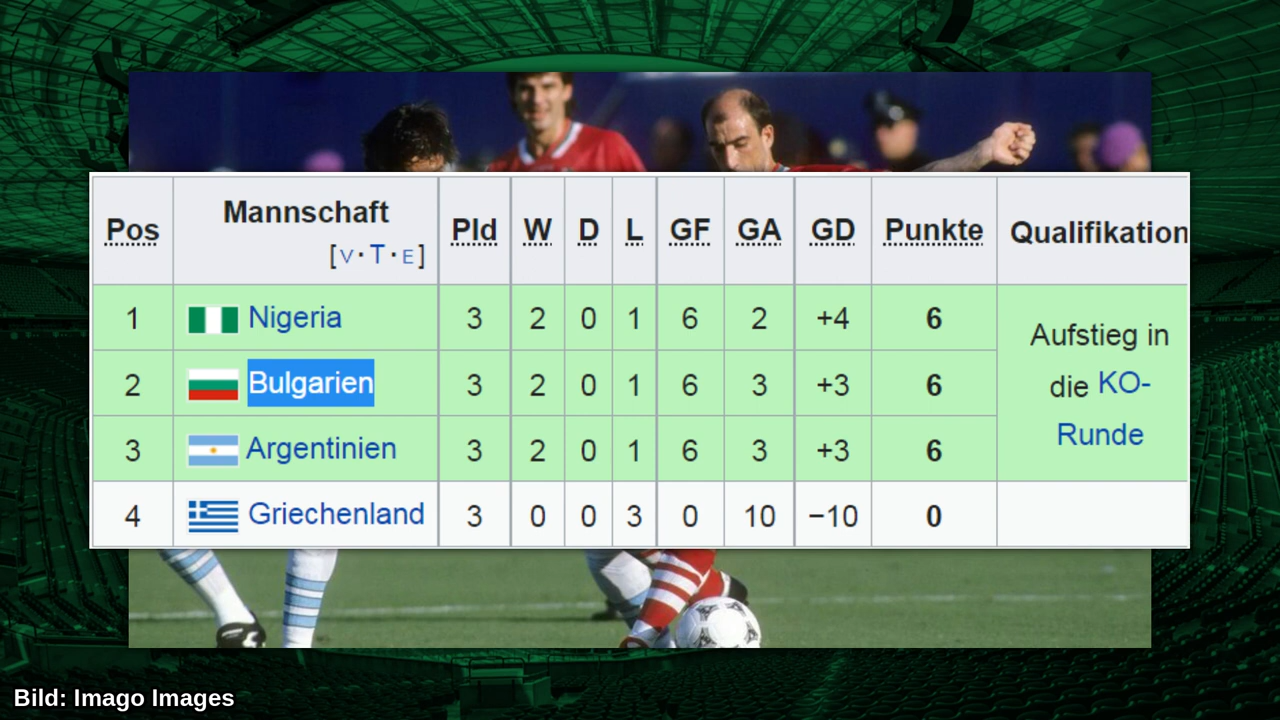 Pos Mannschaft [V·T·E] Pld W D L GF GA GD Punkte Qualifikation
1 Nigeria 3 2 0 1 6 2 +4 6 Aufstieg in die KO-Runde
2 Bulgarien 3 2 0 1 6 3 +3 6
3 Argentinien 3 2 0 1 6 3 +3 6
4 Griechenland 3 0 0 3 0 10 −10 0
Bild: Imago Images